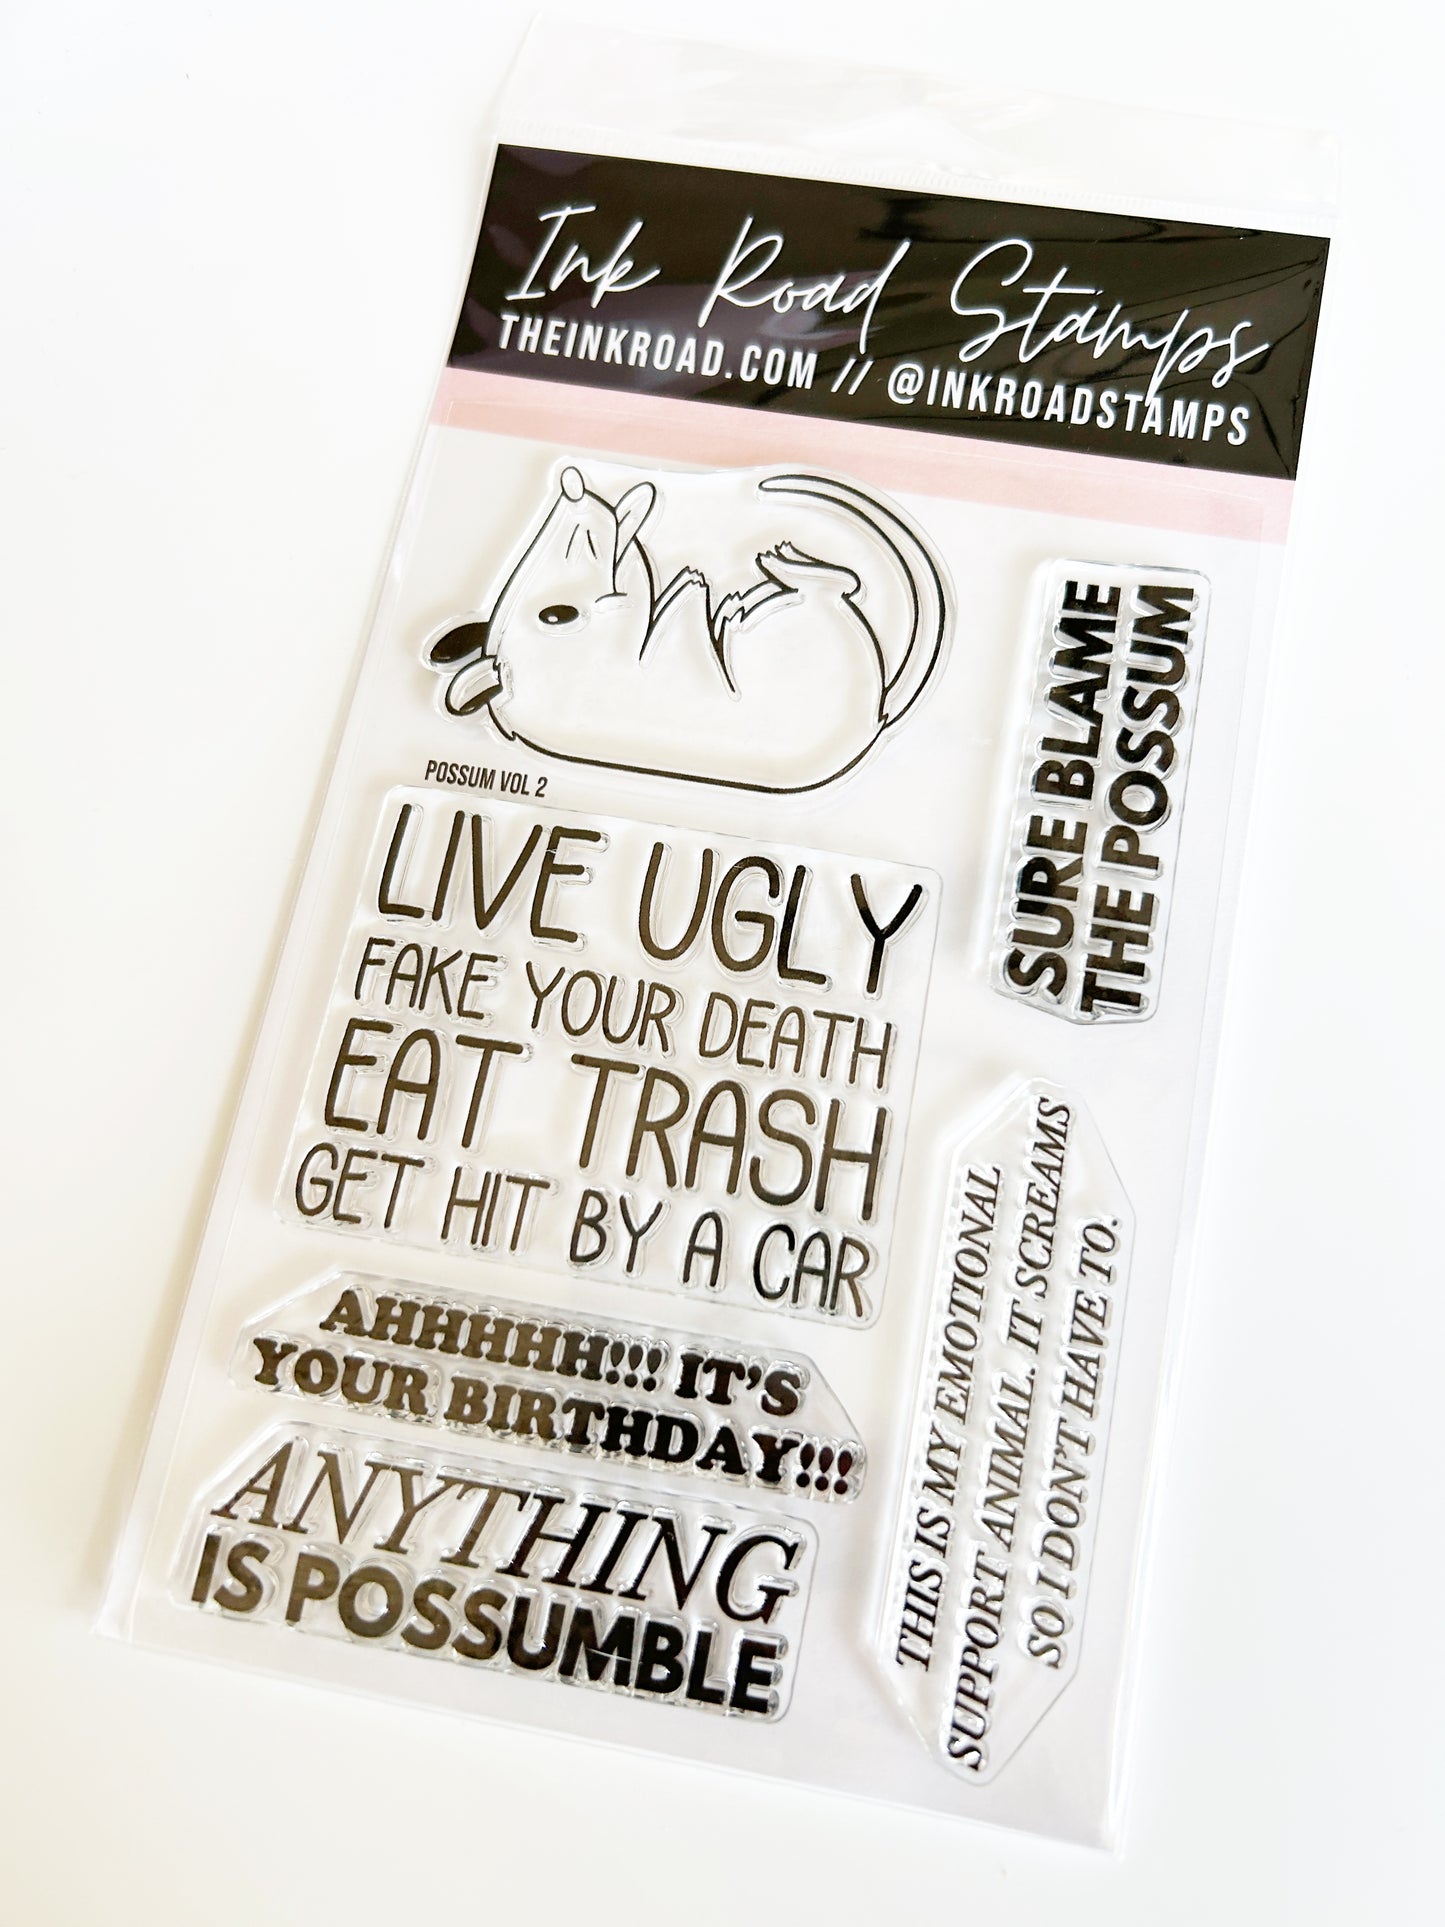 Ink Road Stamps
THEINKROAD.COM // @INKROADSTAMPS
POSSUM VOL 2
SURE BLAME
THE POSSUM
LIVE UGLY
FAKE YOUR DEATH
EAT TRASH
GET HIT BY A CAR
THIS IS MY EMOTIONAL
SUPPORT ANIMAL. IT SCREAMS
SO I DON'T HAVE TO.
AHHHHH!!! IT'S
YOUR BIRTHDAY!!!
ANYTHING
IS POSSUMBLE